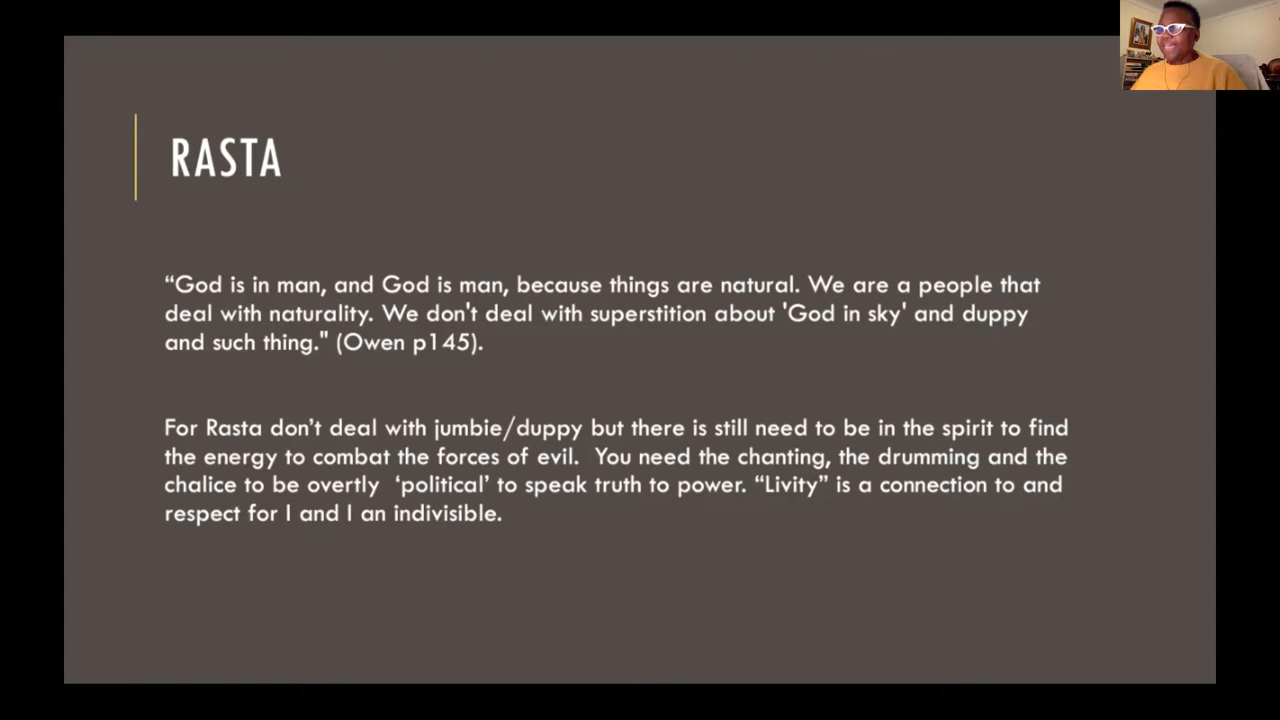 RASTA
“God is in man, and God is man, because things are natural. We are a people that
deal with naturality. We don't deal with superstition about 'God in sky' and duppy
and such thing." (Owen p145).
For Rasta don’t deal with jumbie/duppy but there is still need to be in the spirit to find
the energy to combat the forces of evil.  You need the chanting, the drumming and the
chalice to be overtly  ‘political’ to speak truth to power. “Livity” is a connection to and
respect for I and I an indivisible.